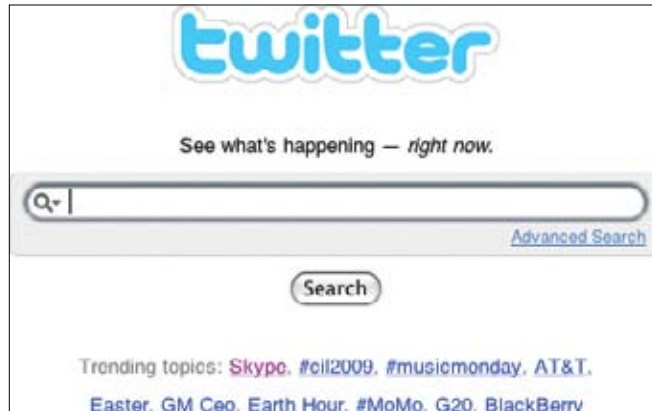 twitter
See what's happening — right now.
Advanced Search
Search
Trending topics: Skype, #cil2009, #musicmonday, AT&T,
Easter, GM Ceo, Earth Hour, #MoMo, G20, BlackBerry